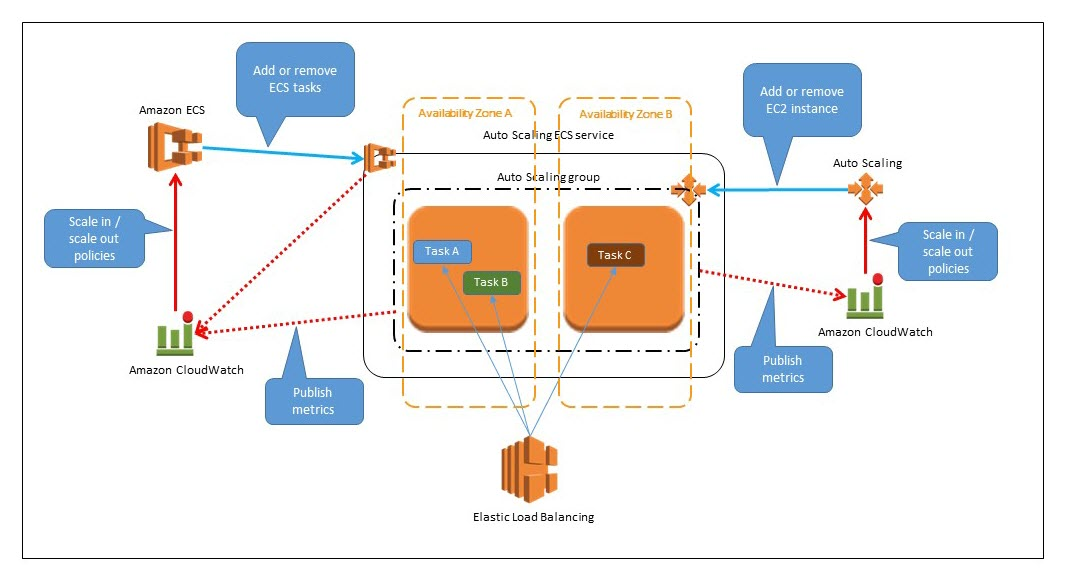 Add or remove
ECS tasks
Add or remove
EC2 instance
Amazon ECS
Availability Zone A
Availability Zone B
Auto Scaling ECS service
Auto Scaling
Auto Scaling group
Scale in /
scale out
policies
Scale in /
scale out
policies
Task A
Task B
Task C
Amazon CloudWatch
Amazon CloudWatch
Publish
metrics
Publish
metrics
Elastic Load Balancing